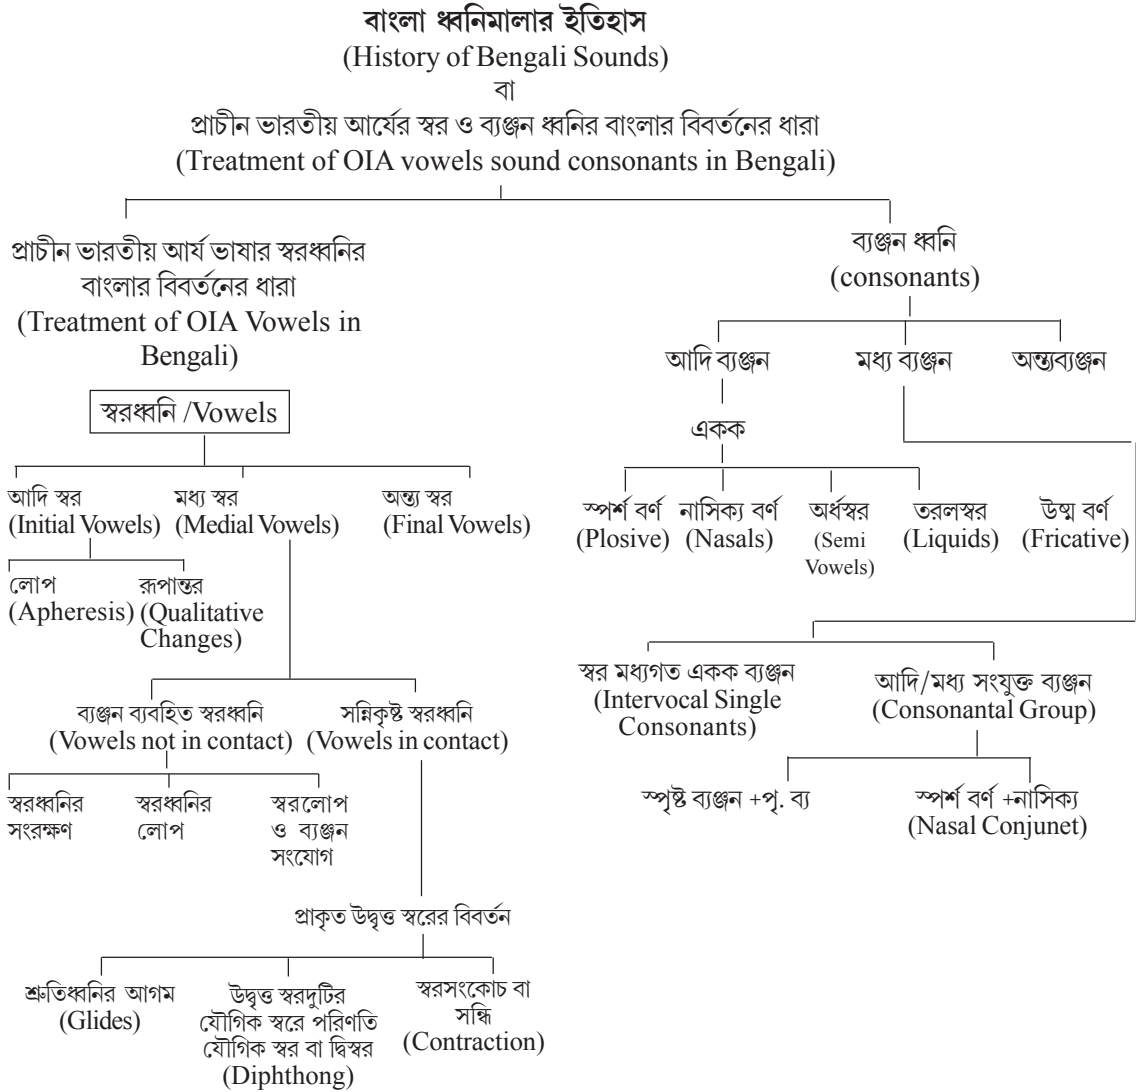 বাংলা ধ্বনিমালার ইতিহাস
(History of Bengali Sounds)
বা
প্রাচীন ভারতীয় আর্যের স্বর ও ব্যঞ্জন ধ্বনির বাংলার বিবর্তনের ধারা
(Treatment of OIA vowels sound consonants in Bengali)
প্রাচীন ভারতীয় আর্য ভাষার স্বরধ্বনির
বাংলার বিবর্তনের ধারা
(Treatment of OIA Vowels in
Bengali)
স্বরধ্বনি /Vowels
আদি স্বর
(Initial Vowels)
মধ্য স্বর
(Medial Vowels)
অন্ত্য স্বর
(Final Vowels)
লোপ
(Apheresis)
রূপান্তর
(Qualitative
Changes)
ব্যঞ্জন ব্যবহিত স্বরধ্বনি
(Vowels not in contact)
সন্নিকৃষ্ট স্বরধ্বনি
(Vowels in contact)
স্বরধ্বনির
সংরক্ষণ
স্বরধ্বনির
লোপ
স্বরলোপ
ও ব্যঞ্জন
সংযোগ
প্রাকৃত উদ্বৃত্ত স্বরের বিবর্তন
শ্রুতিধ্বনির আগম
(Glides)
উদ্বৃত্ত স্বরদুটির
যৌগিক স্বরে পরিণতি
যৌগিক স্বর বা দ্বিস্বর
(Diphthong)
স্বরসংকোচ বা
সন্ধি
(Contraction)
ব্যঞ্জন ধ্বনি
(consonants)
আদি ব্যঞ্জন
মধ্য ব্যঞ্জন
অন্ত্যব্যঞ্জন
একক
স্পর্শ বর্ণ
(Plosive)
নাসিক্য বর্ণ
(Nasals)
অর্ধস্বর
(Semi
Vowels)
তরলস্বর
(Liquids)
উষ্ম বর্ণ
(Fricative)
স্বর মধ্যগত একক ব্যঞ্জন
(Intervocal Single
Consonants)
আদি/মধ্য সংযুক্ত ব্যঞ্জন
(Consonantal Group)
স্পৃষ্ট ব্যঞ্জন +পৃ. ব্য
স্পর্শ বর্ণ +নাসিক্য
(Nasal Conjunet)